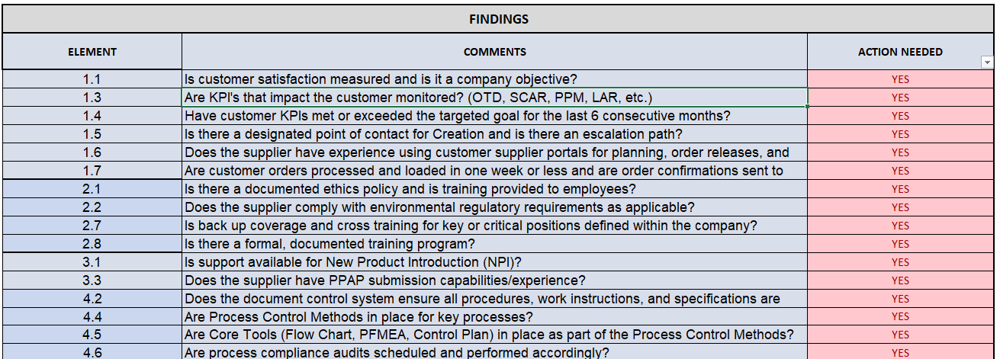 FINDINGS
ELEMENT COMMENTS ACTION NEEDED
1.1 Is customer satisfaction measured and is it a company objective? YES
1.3 Are KPI's that impact the customer monitored? (OTD, SCAR, PPM, LAR, etc.) YES
1.4 Have customer KPIs met or exceeded the targeted goal for the last 6 consecutive months? YES
1.5 Is there a designated point of contact for Creation and is there an escalation path? YES
1.6 Does the supplier have experience using customer supplier portals for planning, order releases, and YES
1.7 Are customer orders processed and loaded in one week or less and are order confirmations sent to YES
2.1 Is there a documented ethics policy and is training provided to employees? YES
2.2 Does the supplier comply with environmental regulatory requirements as applicable? YES
2.7 Is back up coverage and cross training for key or critical positions defined within the company? YES
2.8 Is there a formal, documented training program? YES
3.1 Is support available for New Product Introduction (NPI)? YES
3.3 Does the supplier have PPAP submission capabilities/experience? YES
4.2 Does the document control system ensure all procedures, work instructions, and specifications are YES
4.4 Are Process Control Methods in place for key processes? YES
4.5 Are Core Tools (Flow Chart, PFMEA, Control Plan) in place as part of the Process Control Methods? YES
4.6 Are process compliance audits scheduled and performed accordingly? YES